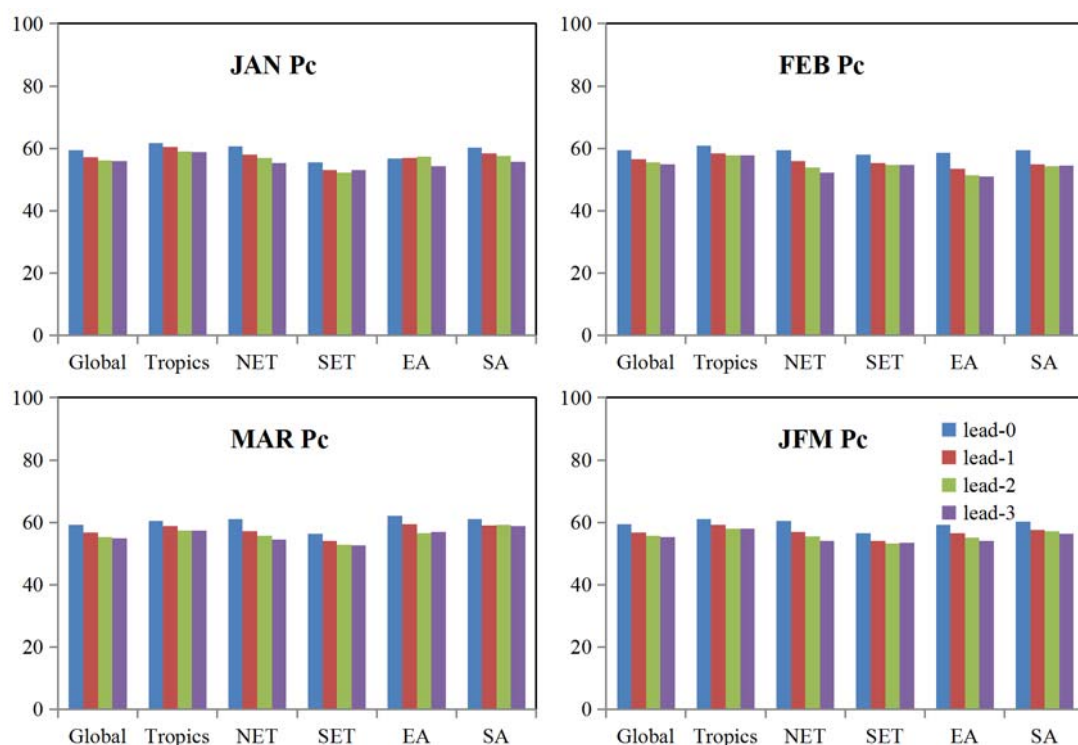 JAN Pc
100
80
60
40
20
0
Global Tropics NET SET EA SA
FEB Pc
100
80
60
40
20
0
Global Tropics NET SET EA SA
MAR Pc
100
80
60
40
20
0
Global Tropics NET SET EA SA
JFM Pc
lead-0
lead-1
lead-2
lead-3
100
80
60
40
20
0
Global Tropics NET SET EA SA